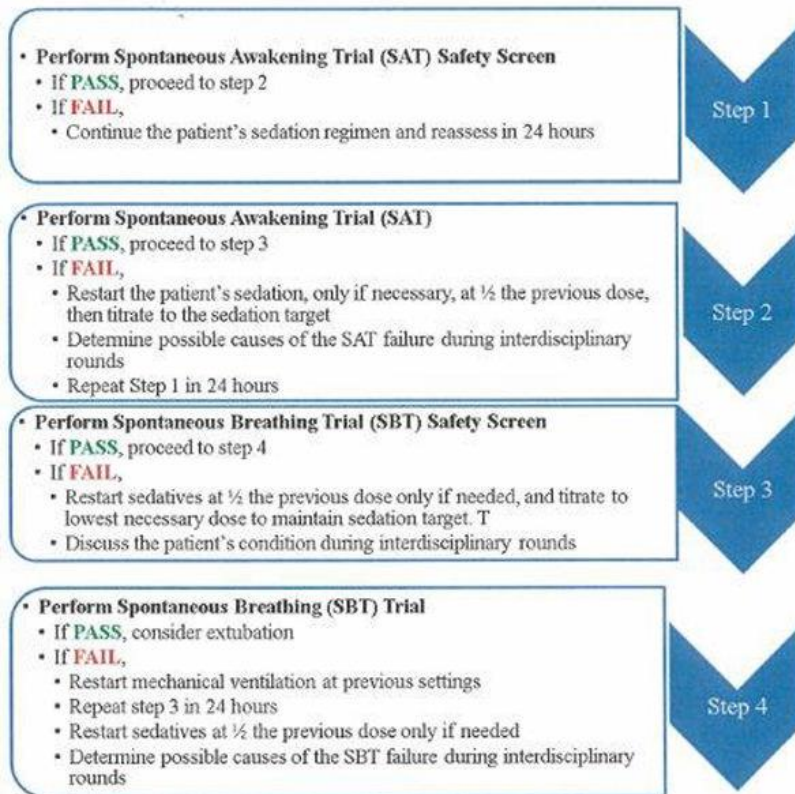 • Perform Spontaneous Awakening Trial (SAT) Safety Screen
• If PASS, proceed to step 2
• If FAIL,
• Continue the patient's sedation regimen and reassess in 24 hours
Step 1
• Perform Spontaneous Awakening Trial (SAT)
• If PASS, proceed to step 3
• If FAIL,
• Restart the patient's sedation, only if necessary, at ½ the previous dose,
then titrate to the sedation target
• Determine possible causes of the SAT failure during interdisciplinary
rounds
• Repeat Step 1 in 24 hours
Step 2
• Perform Spontaneous Breathing Trial (SBT) Safety Screen
• If PASS, proceed to step 4
• If FAIL,
• Restart sedatives at ½ the previous dose only if needed, and titrate to
lowest necessary dose to maintain sedation target. T
• Discuss the patient's condition during interdisciplinary rounds
Step 3
• Perform Spontaneous Breathing (SBT) Trial
• If PASS, consider extubation
• If FAIL,
• Restart mechanical ventilation at previous settings
• Repeat step 3 in 24 hours
• Restart sedatives at ½ the previous dose only if needed
• Determine possible causes of the SBT failure during interdisciplinary
rounds
Step 4